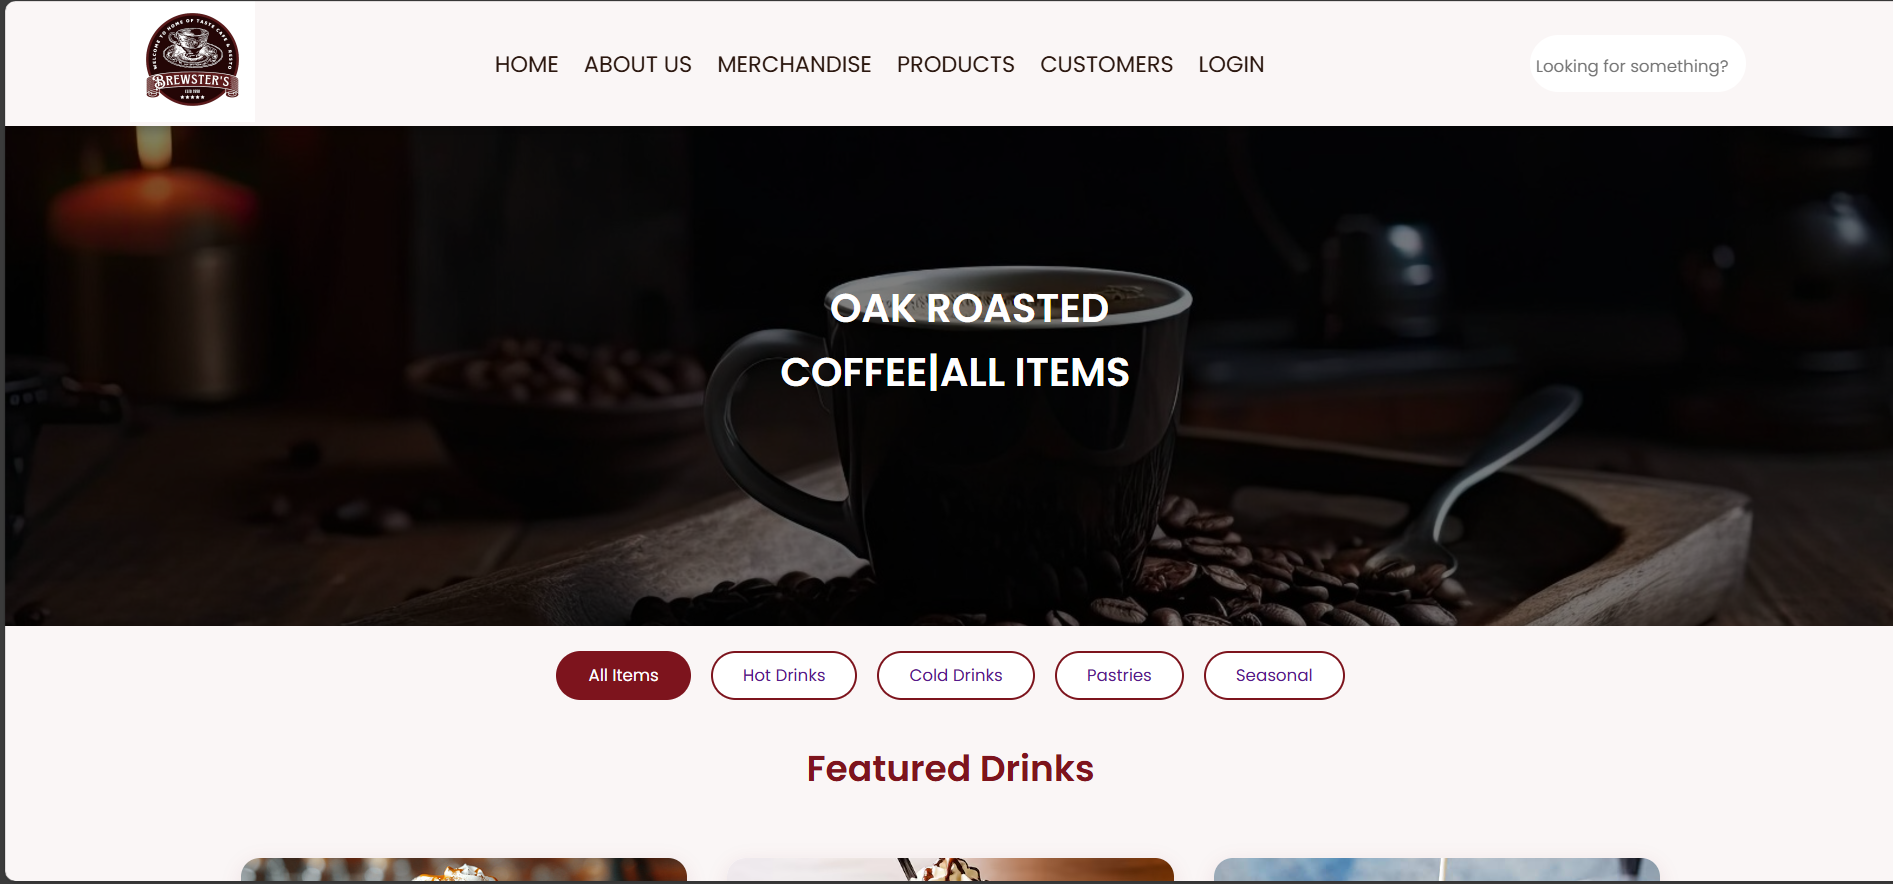 WELCOME TO HOME OF TASTE CAFE & RESTO
BREWSTER'S
HOME ABOUT US MERCHANDISE PRODUCTS CUSTOMERS LOGIN
Looking for something?
OAK ROASTED
COFFEE|ALL ITEMS
All Items Hot Drinks Cold Drinks Pastries Seasonal
Featured Drinks